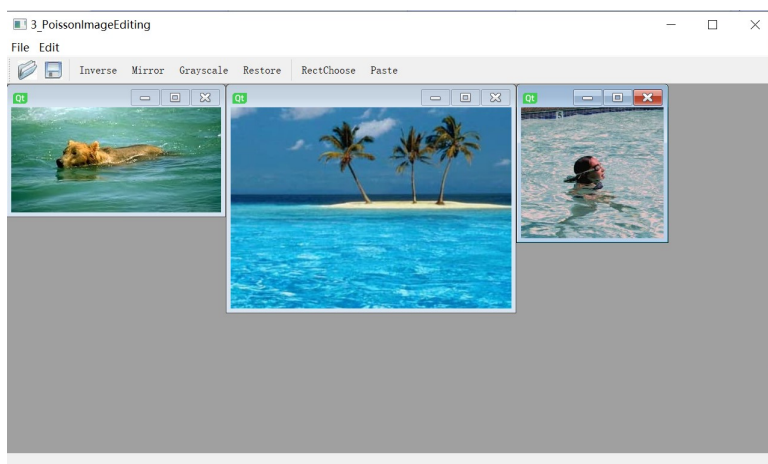 3_PoissonImageEditing
File Edit
Inverse Mirror Grayscale Restore RectChoose Paste
Qt Qt Qt